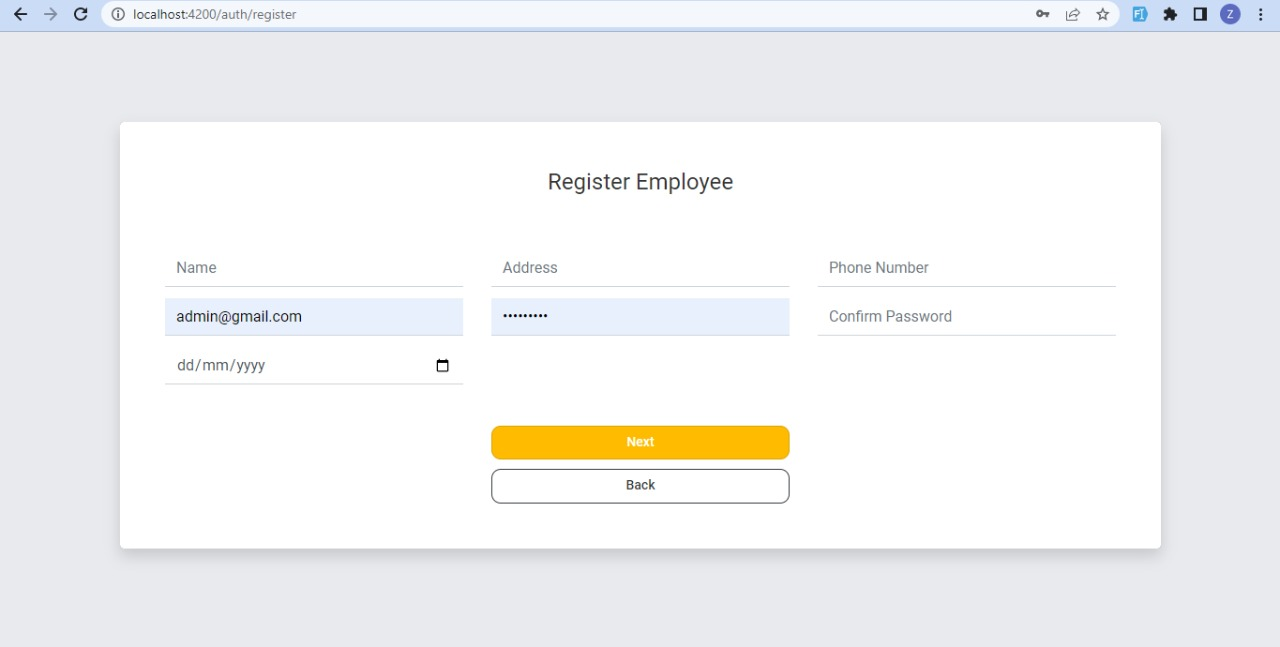 localhost:4200/auth/register
Z
Register Employee
Name Address Phone Number
admin@gmail.com ••••••••• Confirm Password
dd/mm/yyyy
Next
Back